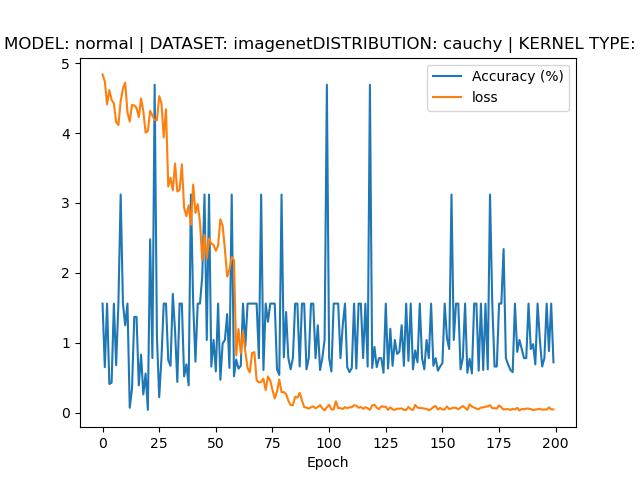 MODEL: normal | DATASET: imagenetDISTRIBUTION: cauchy | KERNEL TYPE:
Accuracy (%)
loss
5
4
3
2
1
0
0 25 50 75 100 125 150 175 200
Epoch